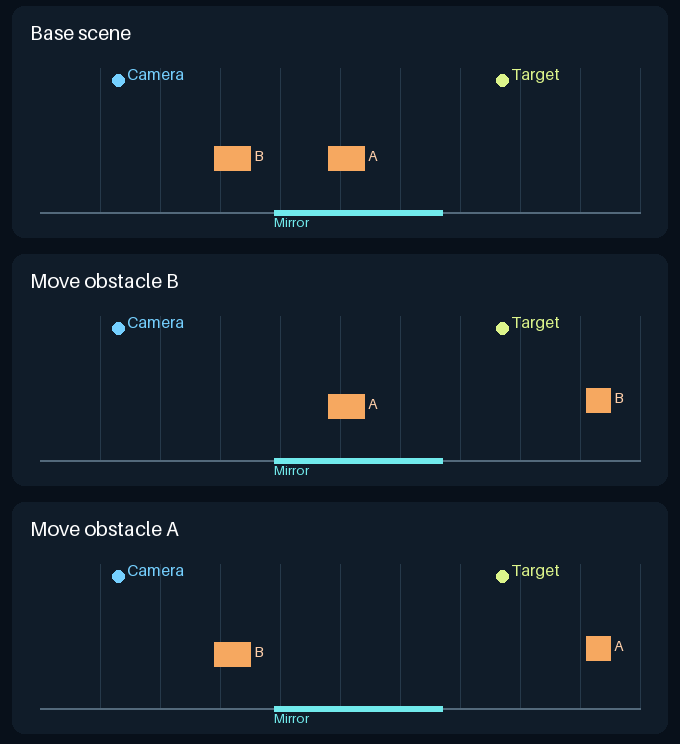 Base scene
Camera
Target
B
A
Mirror
Move obstacle B
Camera
Target
A
B
Mirror
Move obstacle A
Camera
Target
B
A
Mirror